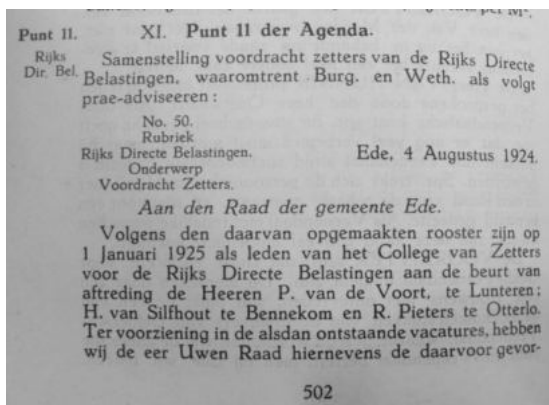 per M².
Punt 11. XI. Punt 11 der Agenda.
Rijks Dir. Bel.
Samenstelling voordracht zetters van de Rijks Directe
Belastingen, waaromtrent Burg. en Weth. als volgt
prae-adviseeren :
No. 50.
Rubriek
Rijks Directe Belastingen. Ede, 4 Augustus 1924.
Onderwerp
Voordracht Zetters.
Aan den Raad der gemeente Ede.
Volgens den daarvan opgemaakten rooster zijn op
1 Januari 1925 als leden van het College van Zetters
voor de Rijks Directe Belastingen aan de beurt van
aftreding de Heeren P. van de Voort, te Lunteren;
H. van Silfhout te Bennekom en R. Pieters te Otterlo.
Ter voorziening in de alsdan ontstaande vacatures, hebben
wij de eer Uwen Raad hiernevens de daarvoor gevor-
502